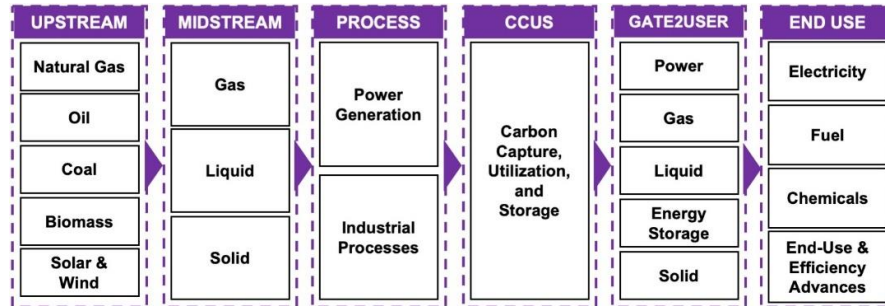 UPSTREAM
Natural Gas
Oil
Coal
Biomass
Solar &
Wind
MIDSTREAM
Gas
Liquid
Solid
PROCESS
Power
Generation
Industrial
Processes
CCUS
Carbon
Capture,
Utilization,
and
Storage
GATE2USER
Power
Gas
Liquid
Energy
Storage
Solid
END USE
Electricity
Fuel
Chemicals
End-Use &
Efficiency
Advances